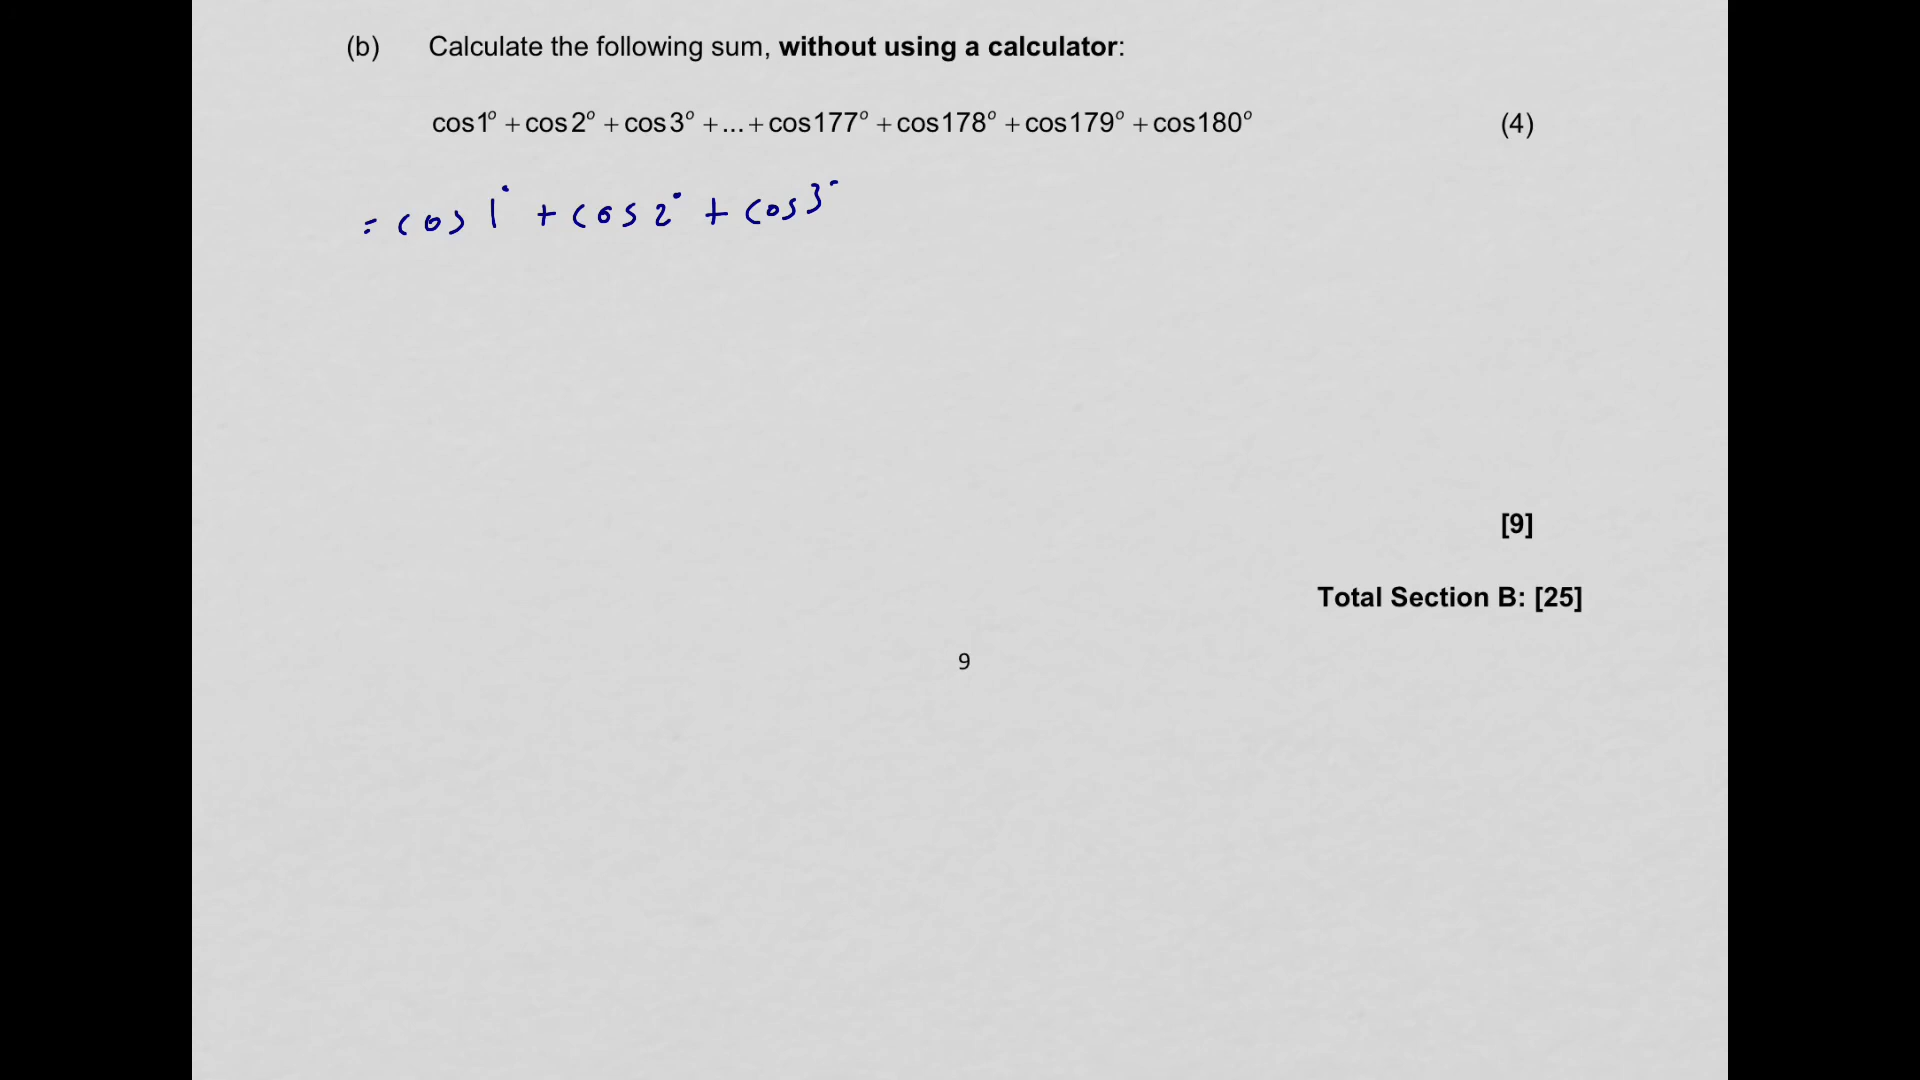 (b) Calculate the following sum, without using a calculator:
cos1° + cos2° + cos3° + ... + cos177° + cos178° + cos179° + cos180° (4)
= cos 1° + cos 2° + cos 3°
[9]
Total Section B: [25]
9